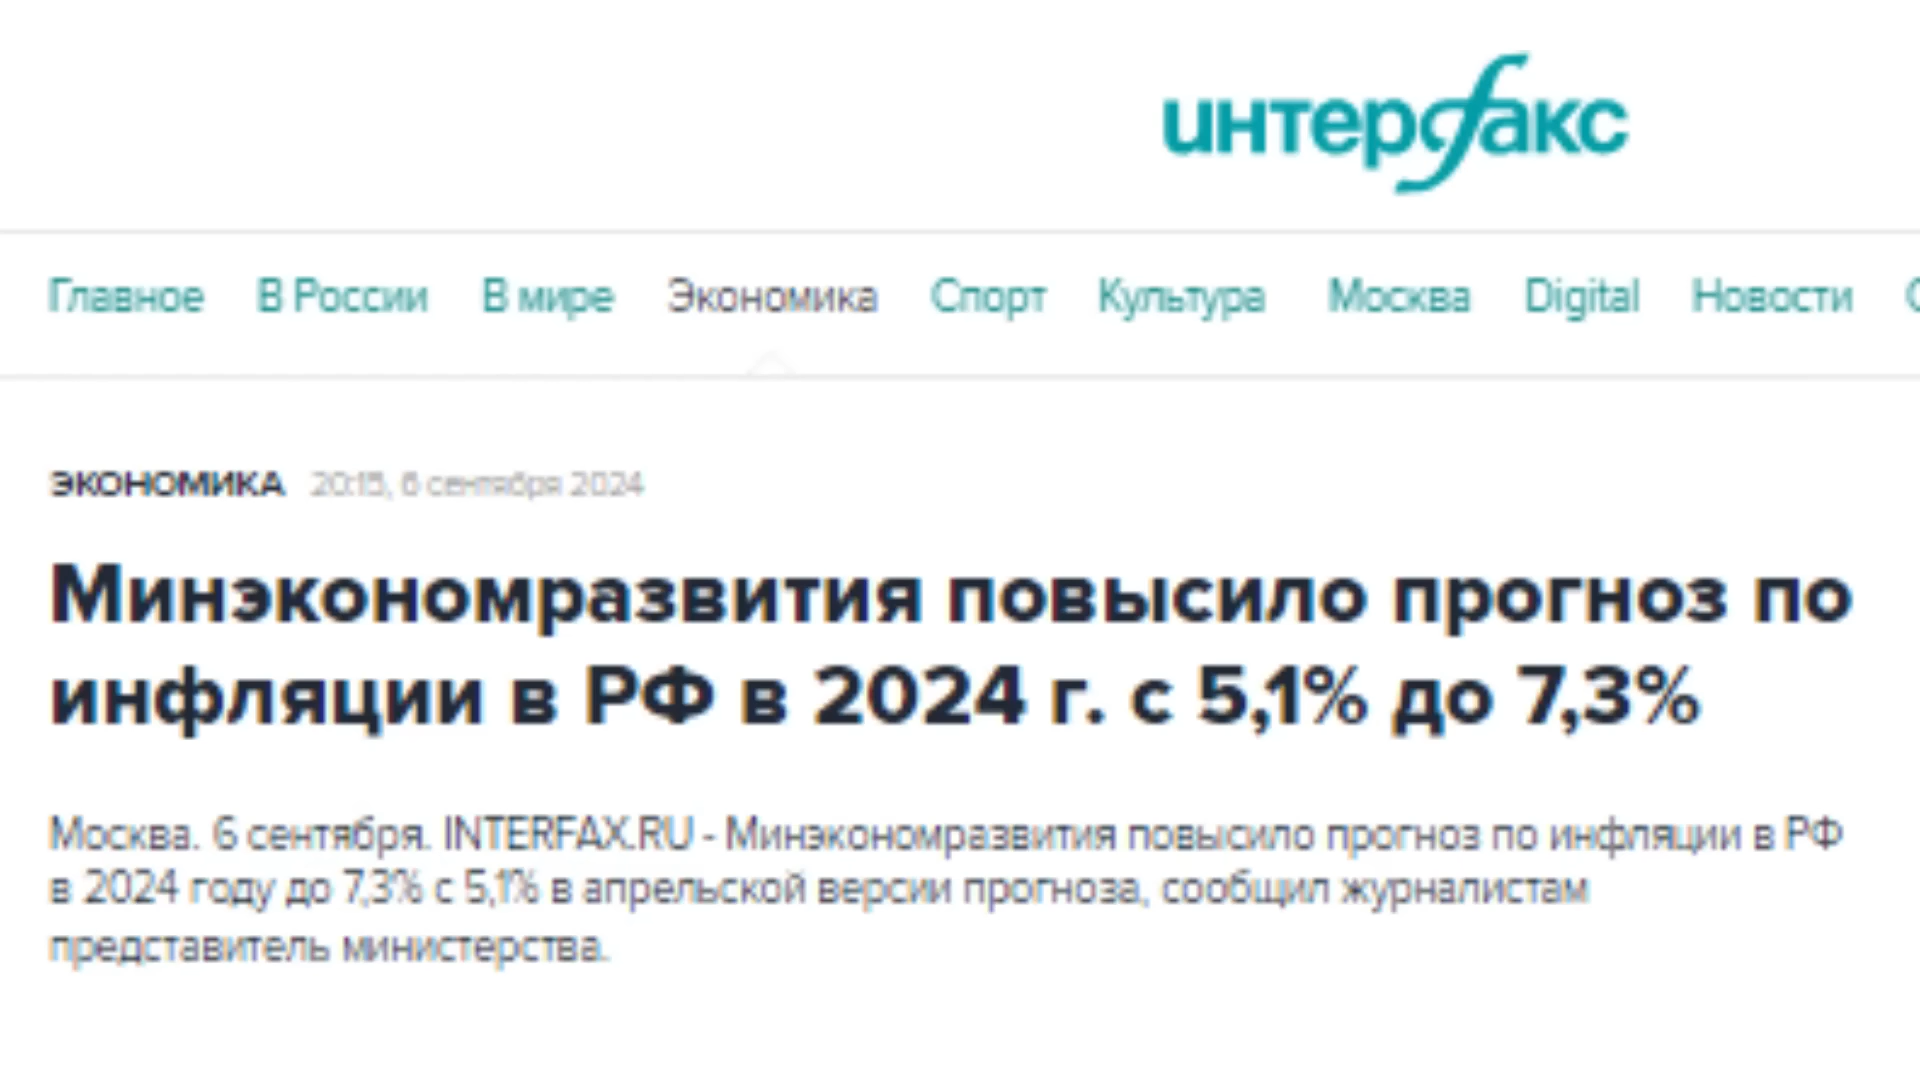 интерфакс
Главное В России В мире Экономика Спорт Культура Москва Digital Новости
ЭКОНОМИКА 20:15, 6 сентября 2024
Минэкономразвития повысило прогноз по
инфляции в РФ в 2024 г. с 5,1% до 7,3%
Москва. 6 сентября. INTERFAX.RU - Минэкономразвития повысило прогноз по инфляции в РФ
в 2024 году до 7,3% с 5,1% в апрельской версии прогноза, сообщил журналистам
представитель министерства.